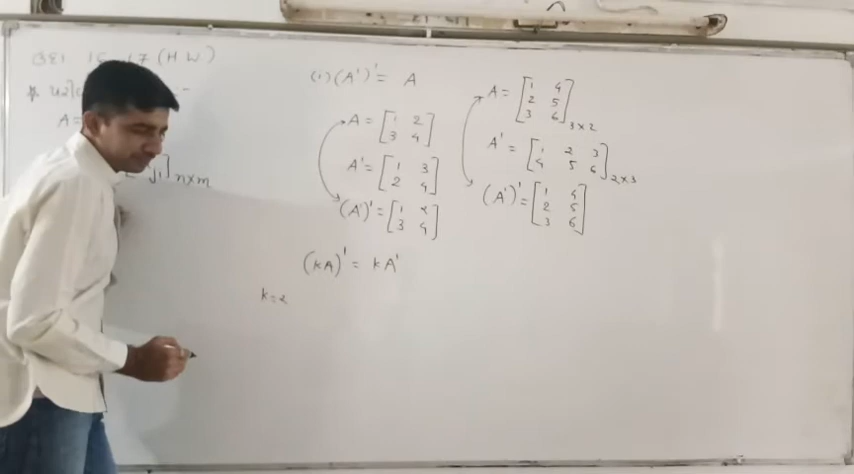 15 - 17 (H W)
A =
n×m
(1) (A')' = A
A = [1 2
3 4]
A' = [1 3
2 4]
(A')' = [1 2
3 4]
(kA)' = kA'
k=2
A = [1 4
2 5
3 6] 3×2
A' = [1 2 3
4 5 6] 2×3
(A')' = [1 4
2 5
3 6]